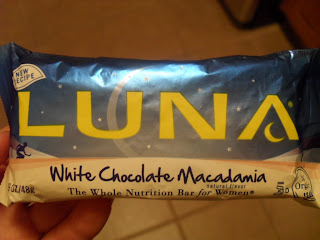 NEW
RECIPE
LUNA®
White Chocolate Macadamia
natural flavor
The Whole Nutrition Bar for Women®